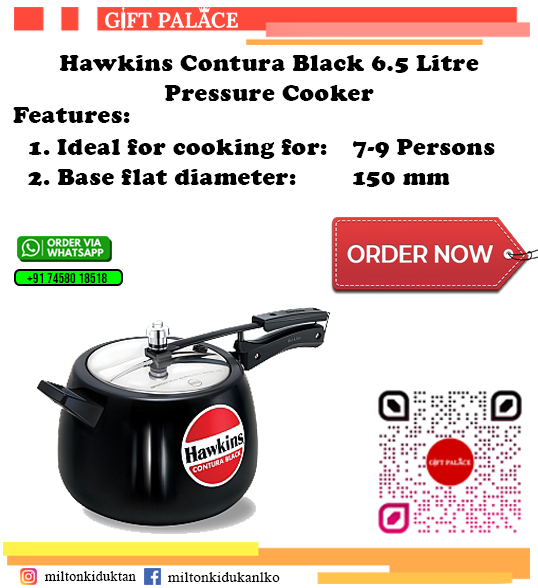 GIFT PALACE
Hawkins Contura Black 6.5 Litre
Pressure Cooker
Features:
1. Ideal for cooking for: 7-9 Persons
2. Base flat diameter: 150 mm
ORDER VIA
WHATSAPP
+91 74580 18518
ORDER NOW
Hawkins
CONTURA BLACK
GIFT PALACE
miltonkiduktan miltonkidukanlko